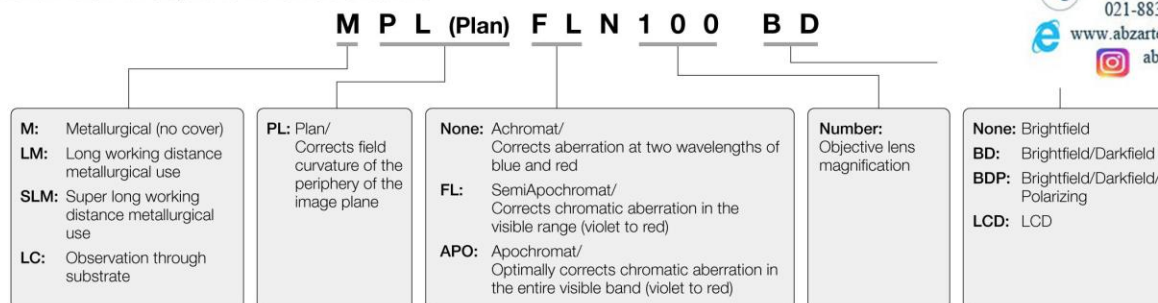 M P L (Plan) F L N 1 0 0 B D
021-883
www.abzarte
ab
M: Metallurgical (no cover)
LM: Long working distance
metallurgical use
SLM: Super long working
distance metallurgical
use
LC: Observation through
substrate
PL: Plan/
Corrects field
curvature of the
periphery of the
image plane
None: Achromat/
Corrects aberration at two wavelengths of
blue and red
FL: SemiApochromat/
Corrects chromatic aberration in the
visible range (violet to red)
APO: Apochromat/
Optimally corrects chromatic aberration in
the entire visible band (violet to red)
Number:
Objective lens
magnification
None: Brightfield
BD: Brightfield/Darkfield
BDP: Brightfield/Darkfield/
Polarizing
LCD: LCD